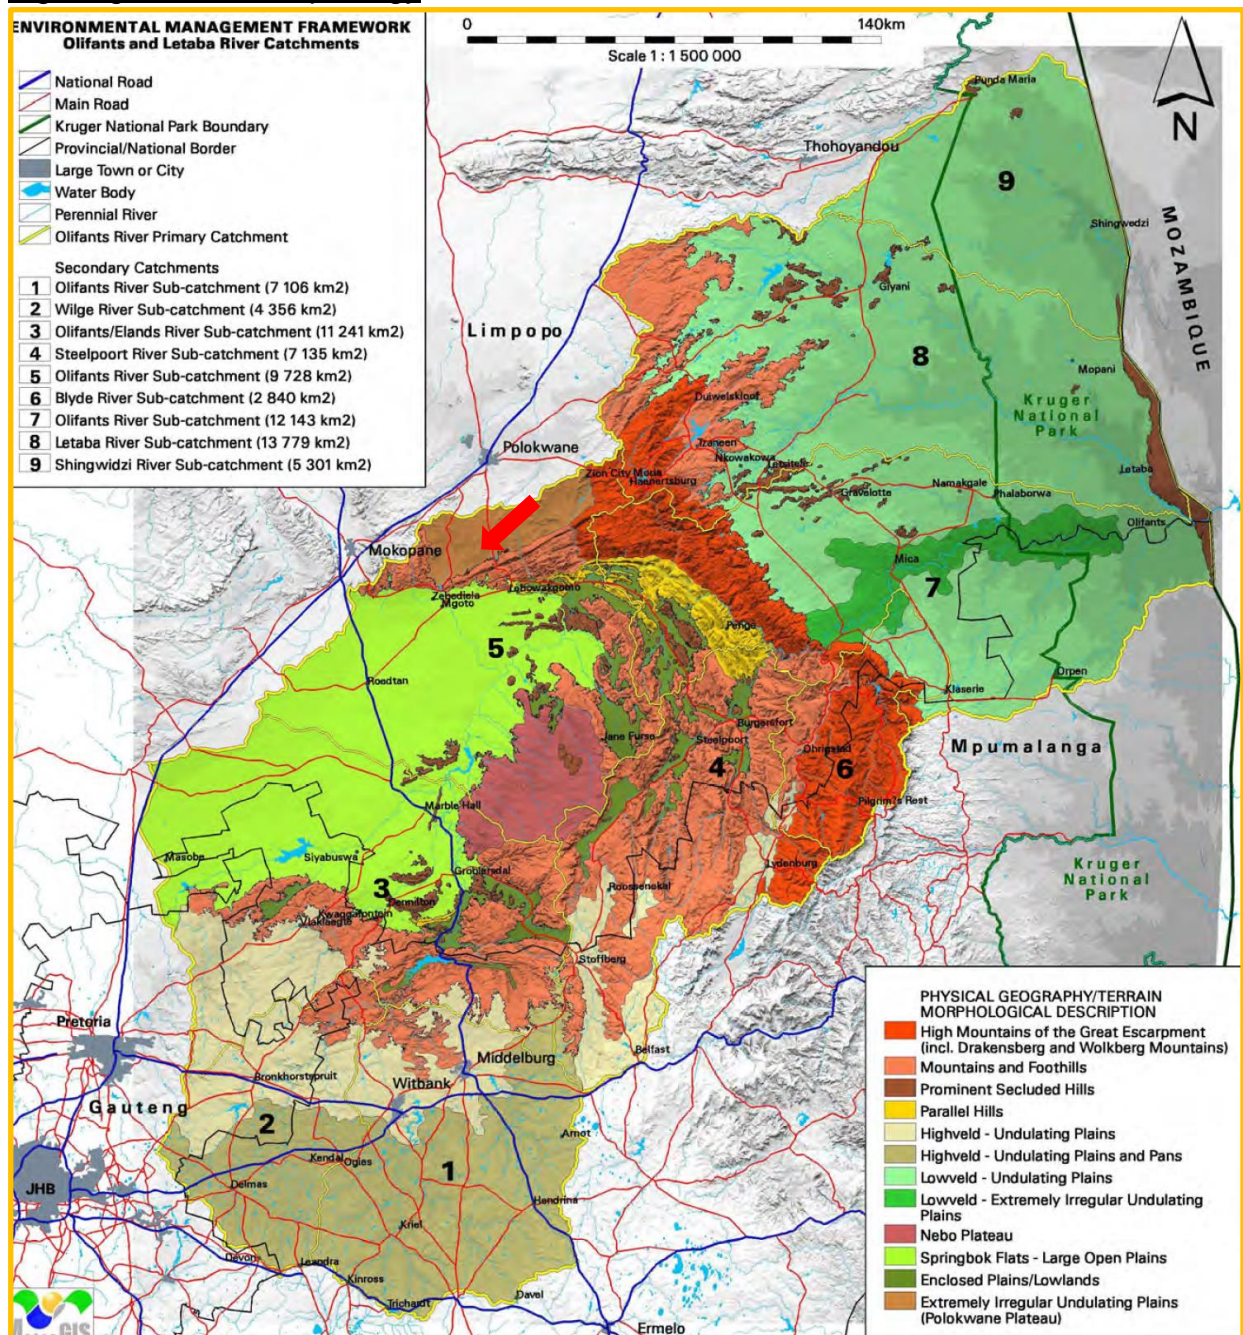 ENVIRONMENTAL MANAGEMENT FRAMEWORK
Olifants and Letaba River Catchments
National Road
Main Road
Kruger National Park Boundary
Provincial/National Border
Large Town or City
Water Body
Perennial River
Olifants River Primary Catchment
Secondary Catchments
1 Olifants River Sub-catchment (7 106 km2)
2 Wilge River Sub-catchment (4 356 km2)
3 Olifants/Elands River Sub-catchment (11 241 km2)
4 Steelpoort River Sub-catchment (7 135 km2)
5 Olifants River Sub-catchment (9 728 km2)
6 Blyde River Sub-catchment (2 840 km2)
7 Olifants River Sub-catchment (12 143 km2)
8 Letaba River Sub-catchment (13 779 km2)
9 Shingwidzi River Sub-catchment (5 301 km2)
0 140km
Scale 1 : 1 500 000
N
Punda Maria
Thohoyandou
9
Shingwedzi
MOZAMBIQUE
Giyani
Limpopo
8
Mopani
Kruger
National
Park
Duiwelskloof
Polokwane
Tzaneen
Nkowakowa
Letsitele
Zion City Moria
Haenertsburg
Gravelotte
Namakgale
Phalaborwa
Letaba
Olifants
Mokopane
Mica
7
Zebediela
Mgoto
Lebowakgomo
Penge
5
Roedtan
Orpen
Klaserie
Burgersfort
Jane Furse
Steelpoort
4
Ohrigstad
6
Mpumalanga
Pilgrim?s Rest
Marble Hall
Masobe
Siyabuswa
Groblersdal
3
Dennilton
Kwaggafontein
Vlaklaagte
Lydenburg
Roossenekal
Kruger
National
Park
Stoffberg
Pretoria
Middelburg
Belfast
Bronkhorstspruit
Witbank
Gauteng
2
Arnot
Kendal
Ogies
1
Delmas
JHB
Hendrina
Kriel
Devon
Leandra
Kinross
Trichardt
Davel
Ermelo
GIS
PHYSICAL GEOGRAPHY/TERRAIN
MORPHOLOGICAL DESCRIPTION
High Mountains of the Great Escarpment
(incl. Drakensberg and Wolkberg Mountains)
Mountains and Foothills
Prominent Secluded Hills
Parallel Hills
Highveld - Undulating Plains
Highveld - Undulating Plains and Pans
Lowveld - Undulating Plains
Lowveld - Extremely Irregular Undulating
Plains
Nebo Plateau
Springbok Flats - Large Open Plains
Enclosed Plains/Lowlands
Extremely Irregular Undulating Plains
(Polokwane Plateau)